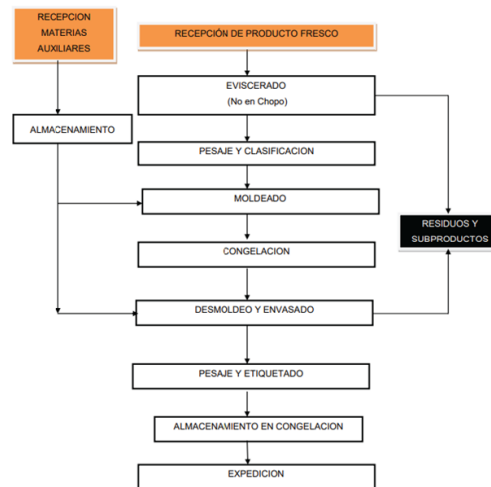 RECEPCION
MATERIAS
AUXILIARES
RECEPCIÓN DE PRODUCTO FRESCO
EVISCERADO
(No en Chopo)
ALMACENAMIENTO
PESAJE Y CLASIFICACION
MOLDEADO
RESIDUOS Y
SUBPRODUCTOS
CONGELACION
DESMOLDEO Y ENVASADO
PESAJE Y ETIQUETADO
ALMACENAMIENTO EN CONGELACION
EXPEDICION